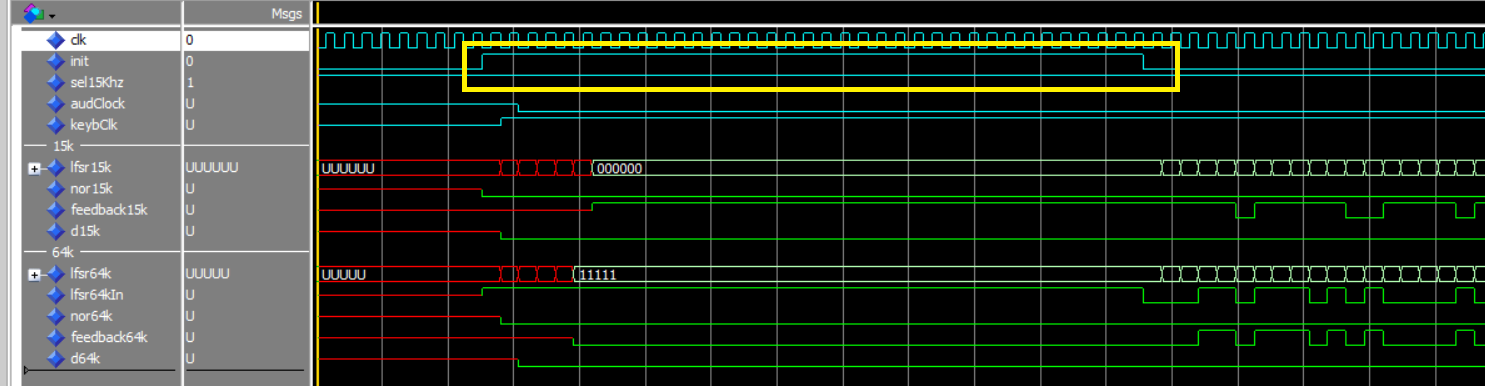 Msgs
clk 0
init 0
sel15Khz 1
audClock U
keybClk U
15k
lfsr15k UUUUUU UUUUUU 000000
nor15k U
feedback15k U
d15k U
64k
lfsr64k UUUUU UUUUU 11111
lfsr64kIn U
nor64k U
feedback64k U
d64k U